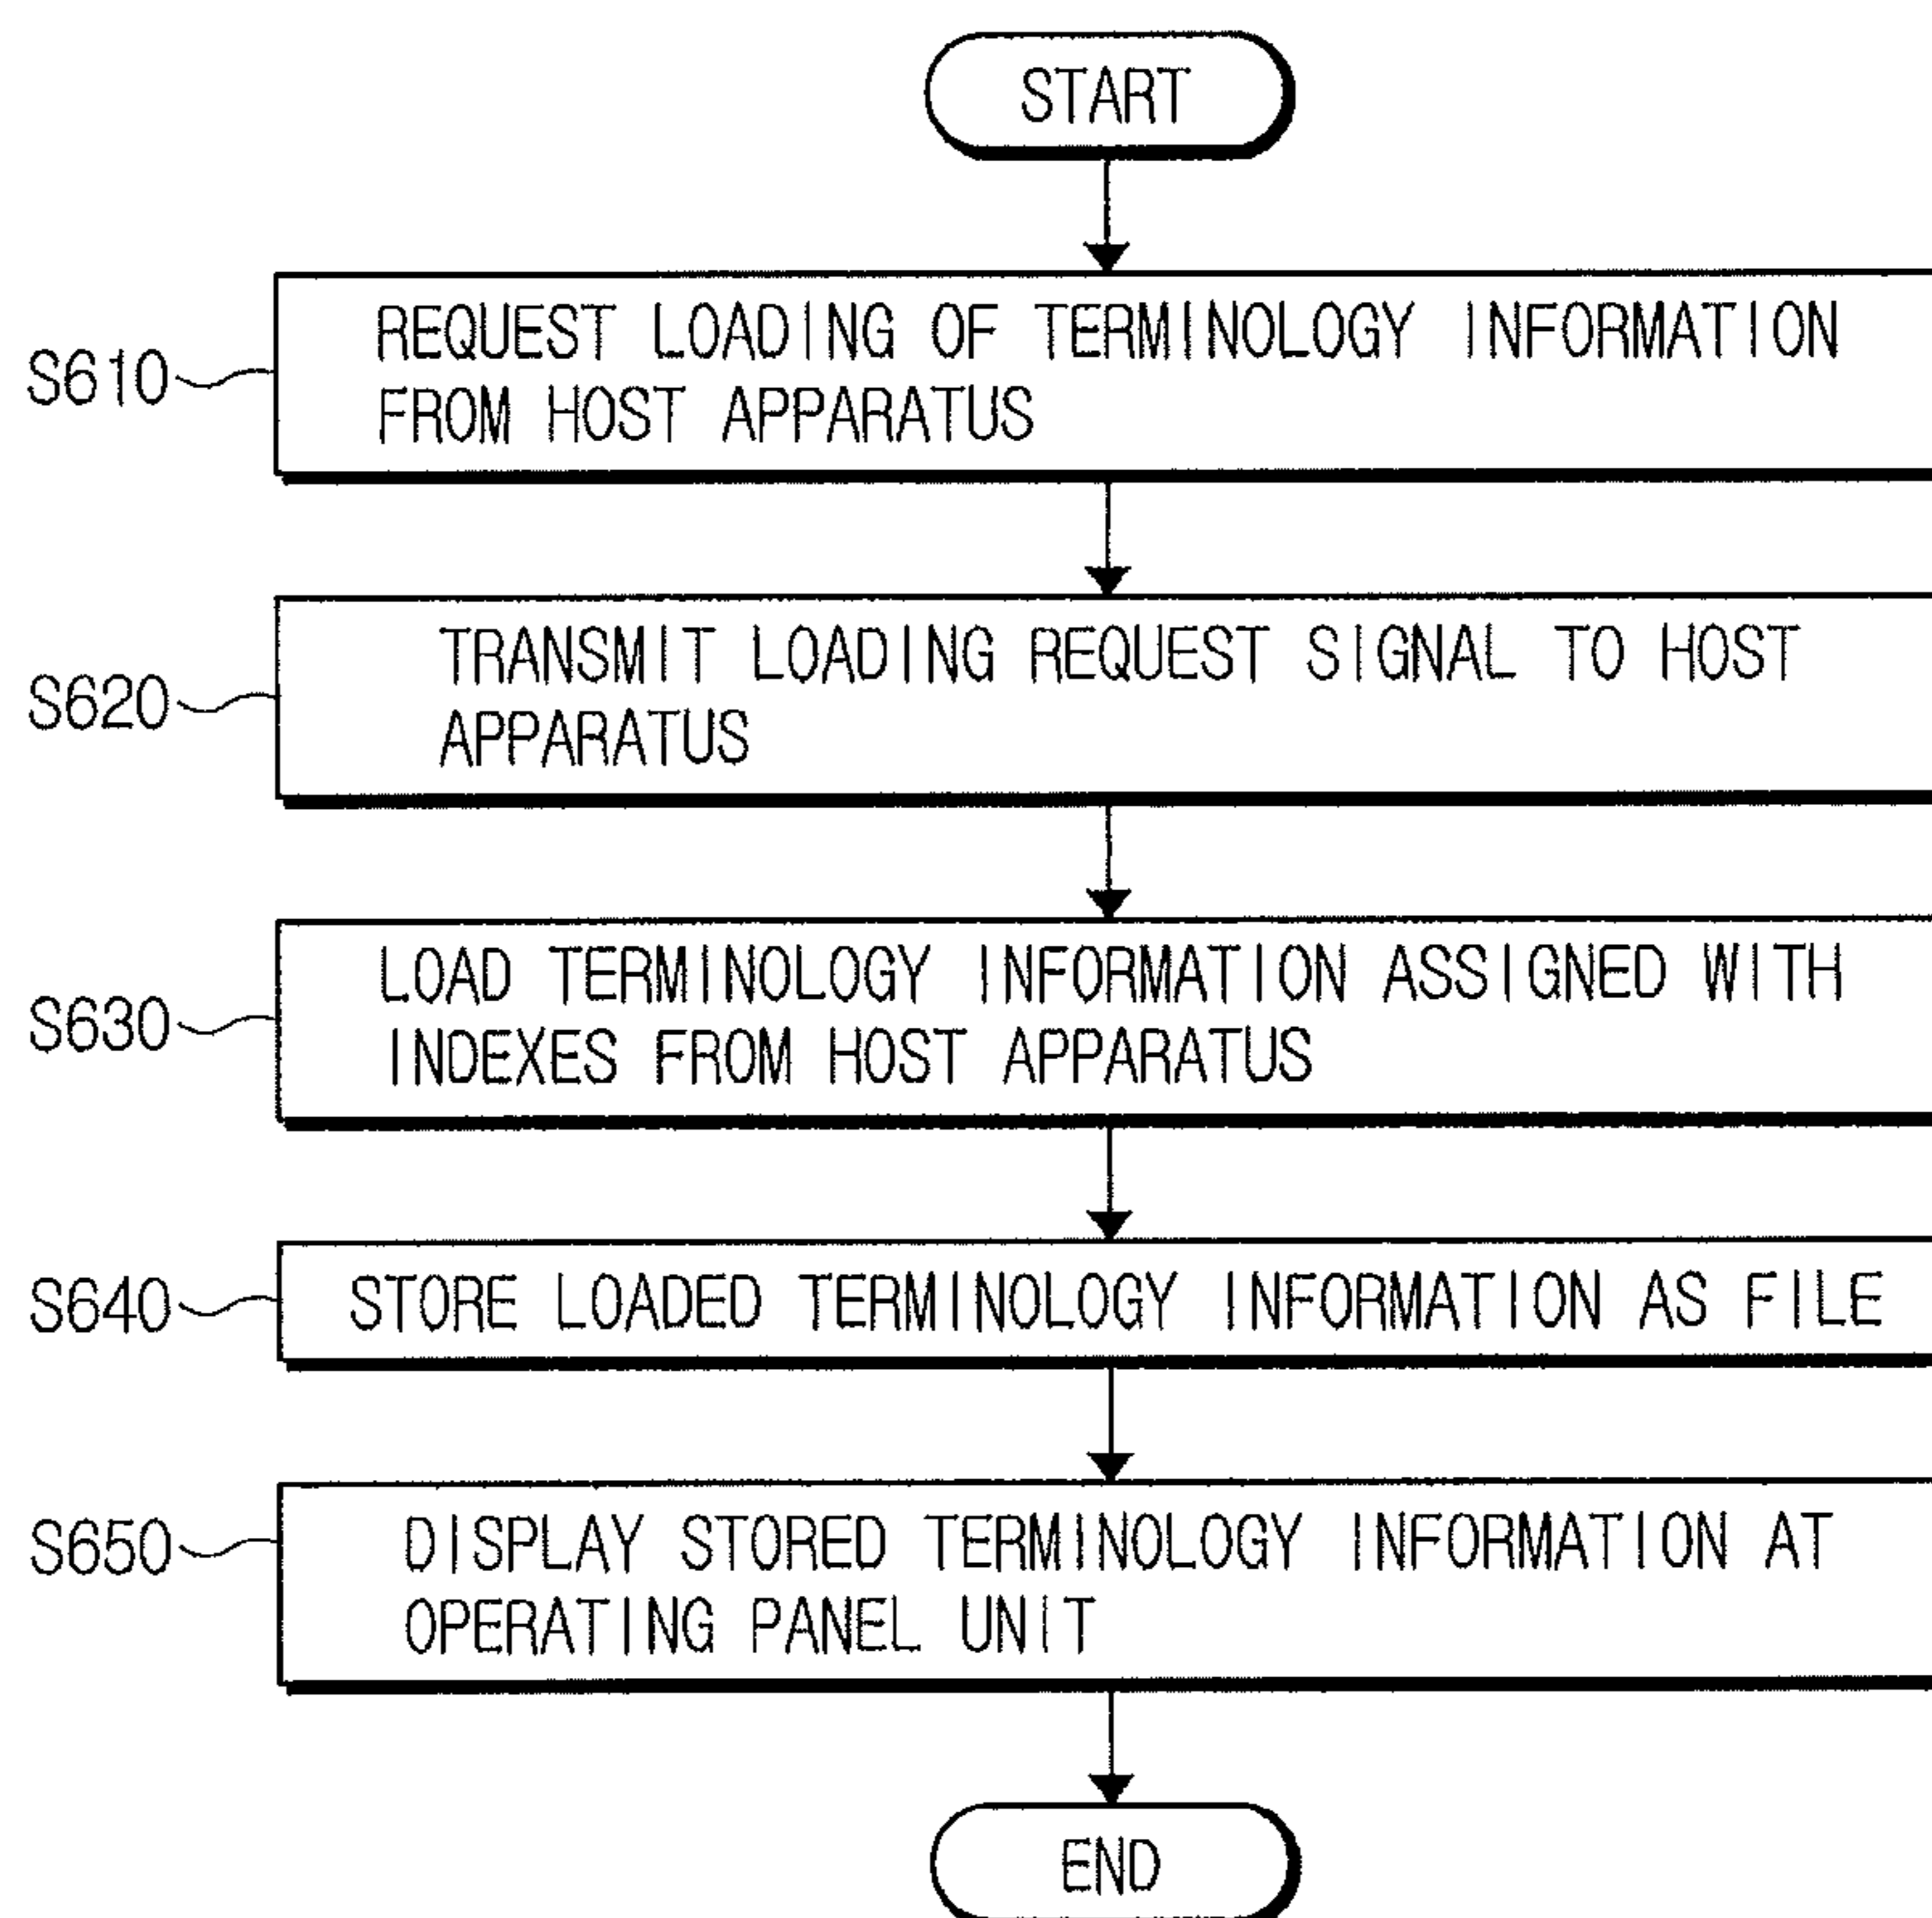 START
S610
REQUEST LOADING OF TERMINOLOGY INFORMATION
FROM HOST APPARATUS
S620
TRANSMIT LOADING REQUEST SIGNAL TO HOST
APPARATUS
S630
LOAD TERMINOLOGY INFORMATION ASSIGNED WITH
INDEXES FROM HOST APPARATUS
S640
STORE LOADED TERMINOLOGY INFORMATION AS FILE
S650
DISPLAY STORED TERMINOLOGY INFORMATION AT
OPERATING PANEL UNIT
END